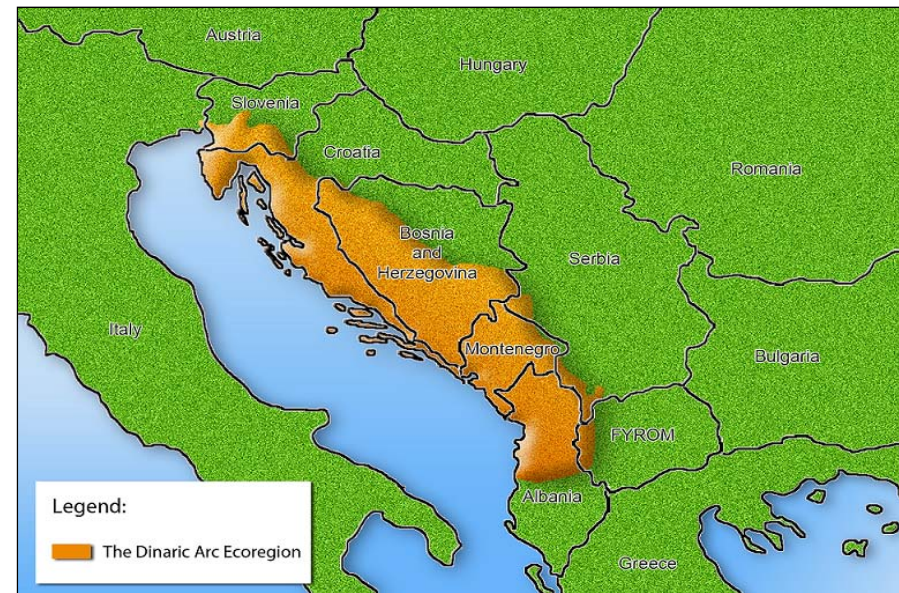 Austria
Hungary
Slovenia
Croatia
Romania
Bosnia
and
Herzegovina
Serbia
Italy
Montenegro
Bulgaria
FYROM
Albania
Greece
Legend:
The Dinaric Arc Ecoregion